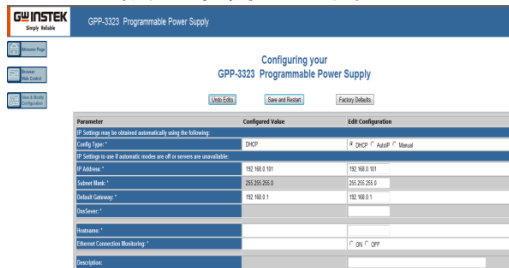 GW INSTEK
Simply Reliable
GPP-3323 Programmable Power Supply
Welcome Page
Browser
Web Control
View & Modify
Configuration
Configuring your
GPP-3323 Programmable Power Supply
Undo Edits Save and Restart Factory Defaults
Parameter Configured Value Edit Configuration
IP Settings may be obtained automatically using the following:
Config Type: * DHCP DHCP AutoIP Manual
IP Settings to use if automatic modes are off or servers are unavailable:
IP Address: * 192.168.0.101 192.168.0.101
Subnet Mask: * 255.255.255.0 255.255.255.0
Default Gateway: * 192.168.0.1 192.168.0.1
DnsSever: *
Hostname: *
Ethernet Connection Monitoring: * ON OFF
Description: